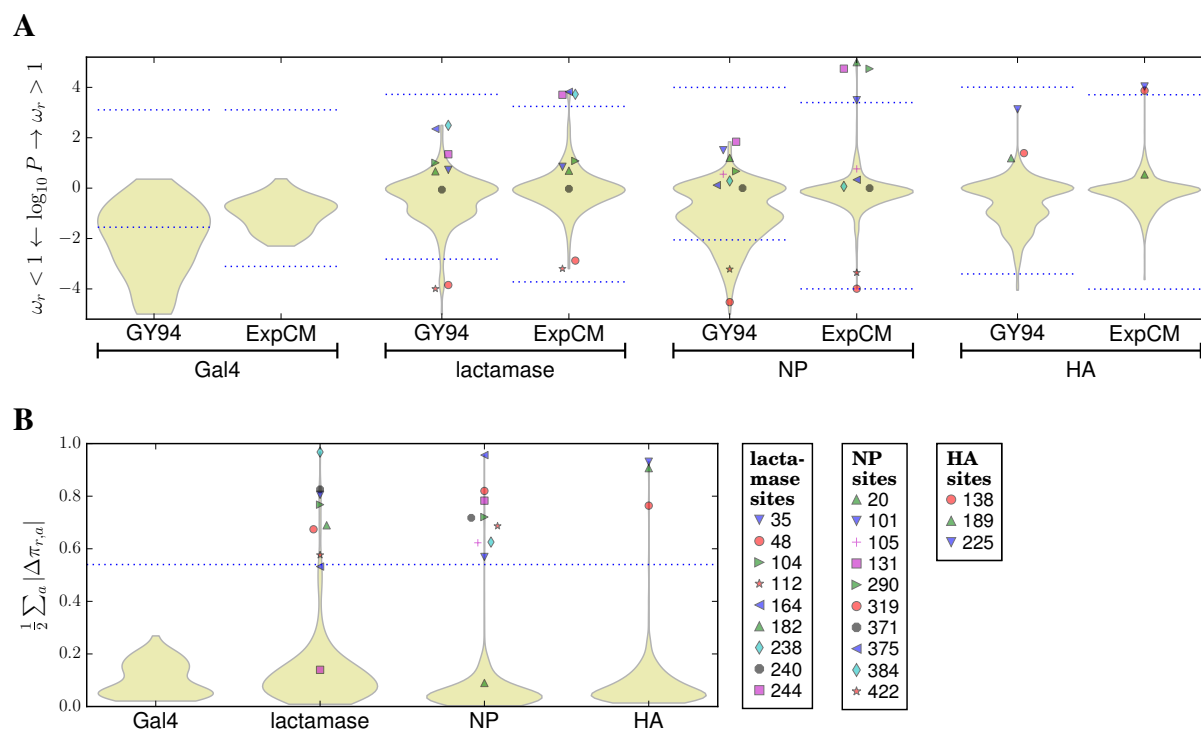 A
ω_r < 1 ← log₁₀ P → ω_r > 1
4
2
0
−2
−4
GY94 ExpCM GY94 ExpCM GY94 ExpCM GY94 ExpCM
Gal4 lactamase NP HA
B
½ ∑_a |Δπ_{r,a}|
1.0
0.8
0.6
0.4
0.2
0.0
Gal4 lactamase NP HA
lacta-
mase
sites
35
48
104
112
164
182
238
240
244
NP
sites
20
101
105
131
290
319
371
375
384
422
HA
sites
138
189
225